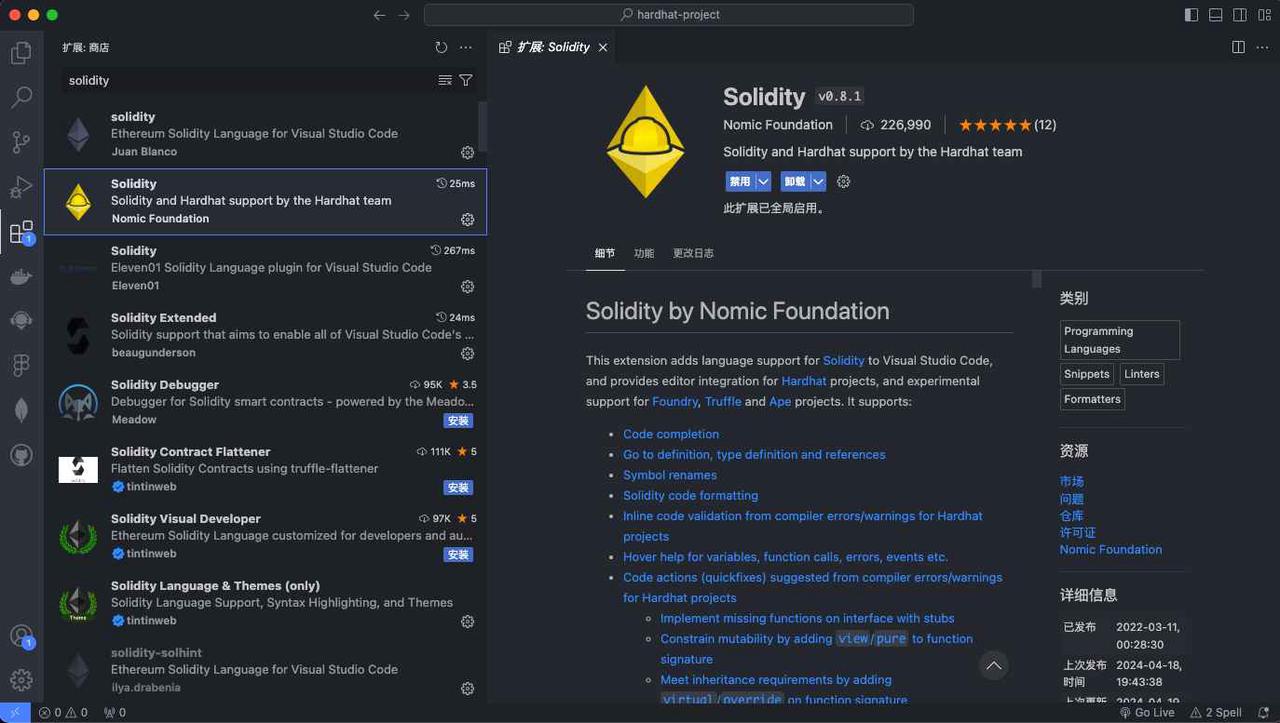 hardhat-project
扩展: 商店
solidity
solidity
Ethereum Solidity Language for Visual Studio Code
Juan Blanco
Solidity
25ms
Solidity and Hardhat support by the Hardhat team
Nomic Foundation
Solidity
267ms
Eleven01 Solidity Language plugin for Visual Studio Code
Eleven01
Solidity Extended
24ms
Solidity support that aims to enable all of Visual Studio Code's ...
beaugunderson
Solidity Debugger
95K ★ 3.5
Debugger for Solidity smart contracts - powered by the Meado...
Meadow
安装
Solidity Contract Flattener
111K ★ 5
Flatten Solidity Contracts using truffle-flattener
tintinweb
安装
Solidity Visual Developer
97K ★ 5
Ethereum Solidity Language customized for developers and au...
tintinweb
安装
Solidity Language & Themes (only)
Solidity Language Support, Syntax Highlighting, and Themes
tintinweb
Theme
solidity-solhint
Ethereum Solidity Language for Visual Studio Code
ilya.drabenia
1
1
扩展: Solidity
Solidity v0.8.1
Nomic Foundation
226,990
★★★★★(12)
Solidity and Hardhat support by the Hardhat team
禁用
卸载
此扩展已全局启用。
细节 功能 更改日志
Solidity by Nomic Foundation
This extension adds language support for Solidity to Visual Studio Code,
and provides editor integration for Hardhat projects, and experimental
support for Foundry, Truffle and Ape projects. It supports:
• Code completion
• Go to definition, type definition and references
• Symbol renames
• Solidity code formatting
• Inline code validation from compiler errors/warnings for Hardhat
projects
• Hover help for variables, function calls, errors, events etc.
• Code actions (quickfixes) suggested from compiler errors/warnings
for Hardhat projects
◦ Implement missing functions on interface with stubs
◦ Constrain mutability by adding view/pure to function
signature
◦ Meet inheritance requirements by adding
virtual/override on function signature
类别
Programming
Languages
Snippets
Linters
Formatters
资源
市场
问题
仓库
许可证
Nomic Foundation
详细信息
已发布 2022-03-11,
00:28:30
上次发布 2024-04-18,
时间 19:43:38
上次更新 2024-04-19
0 0 0
Go Live
2 Spell